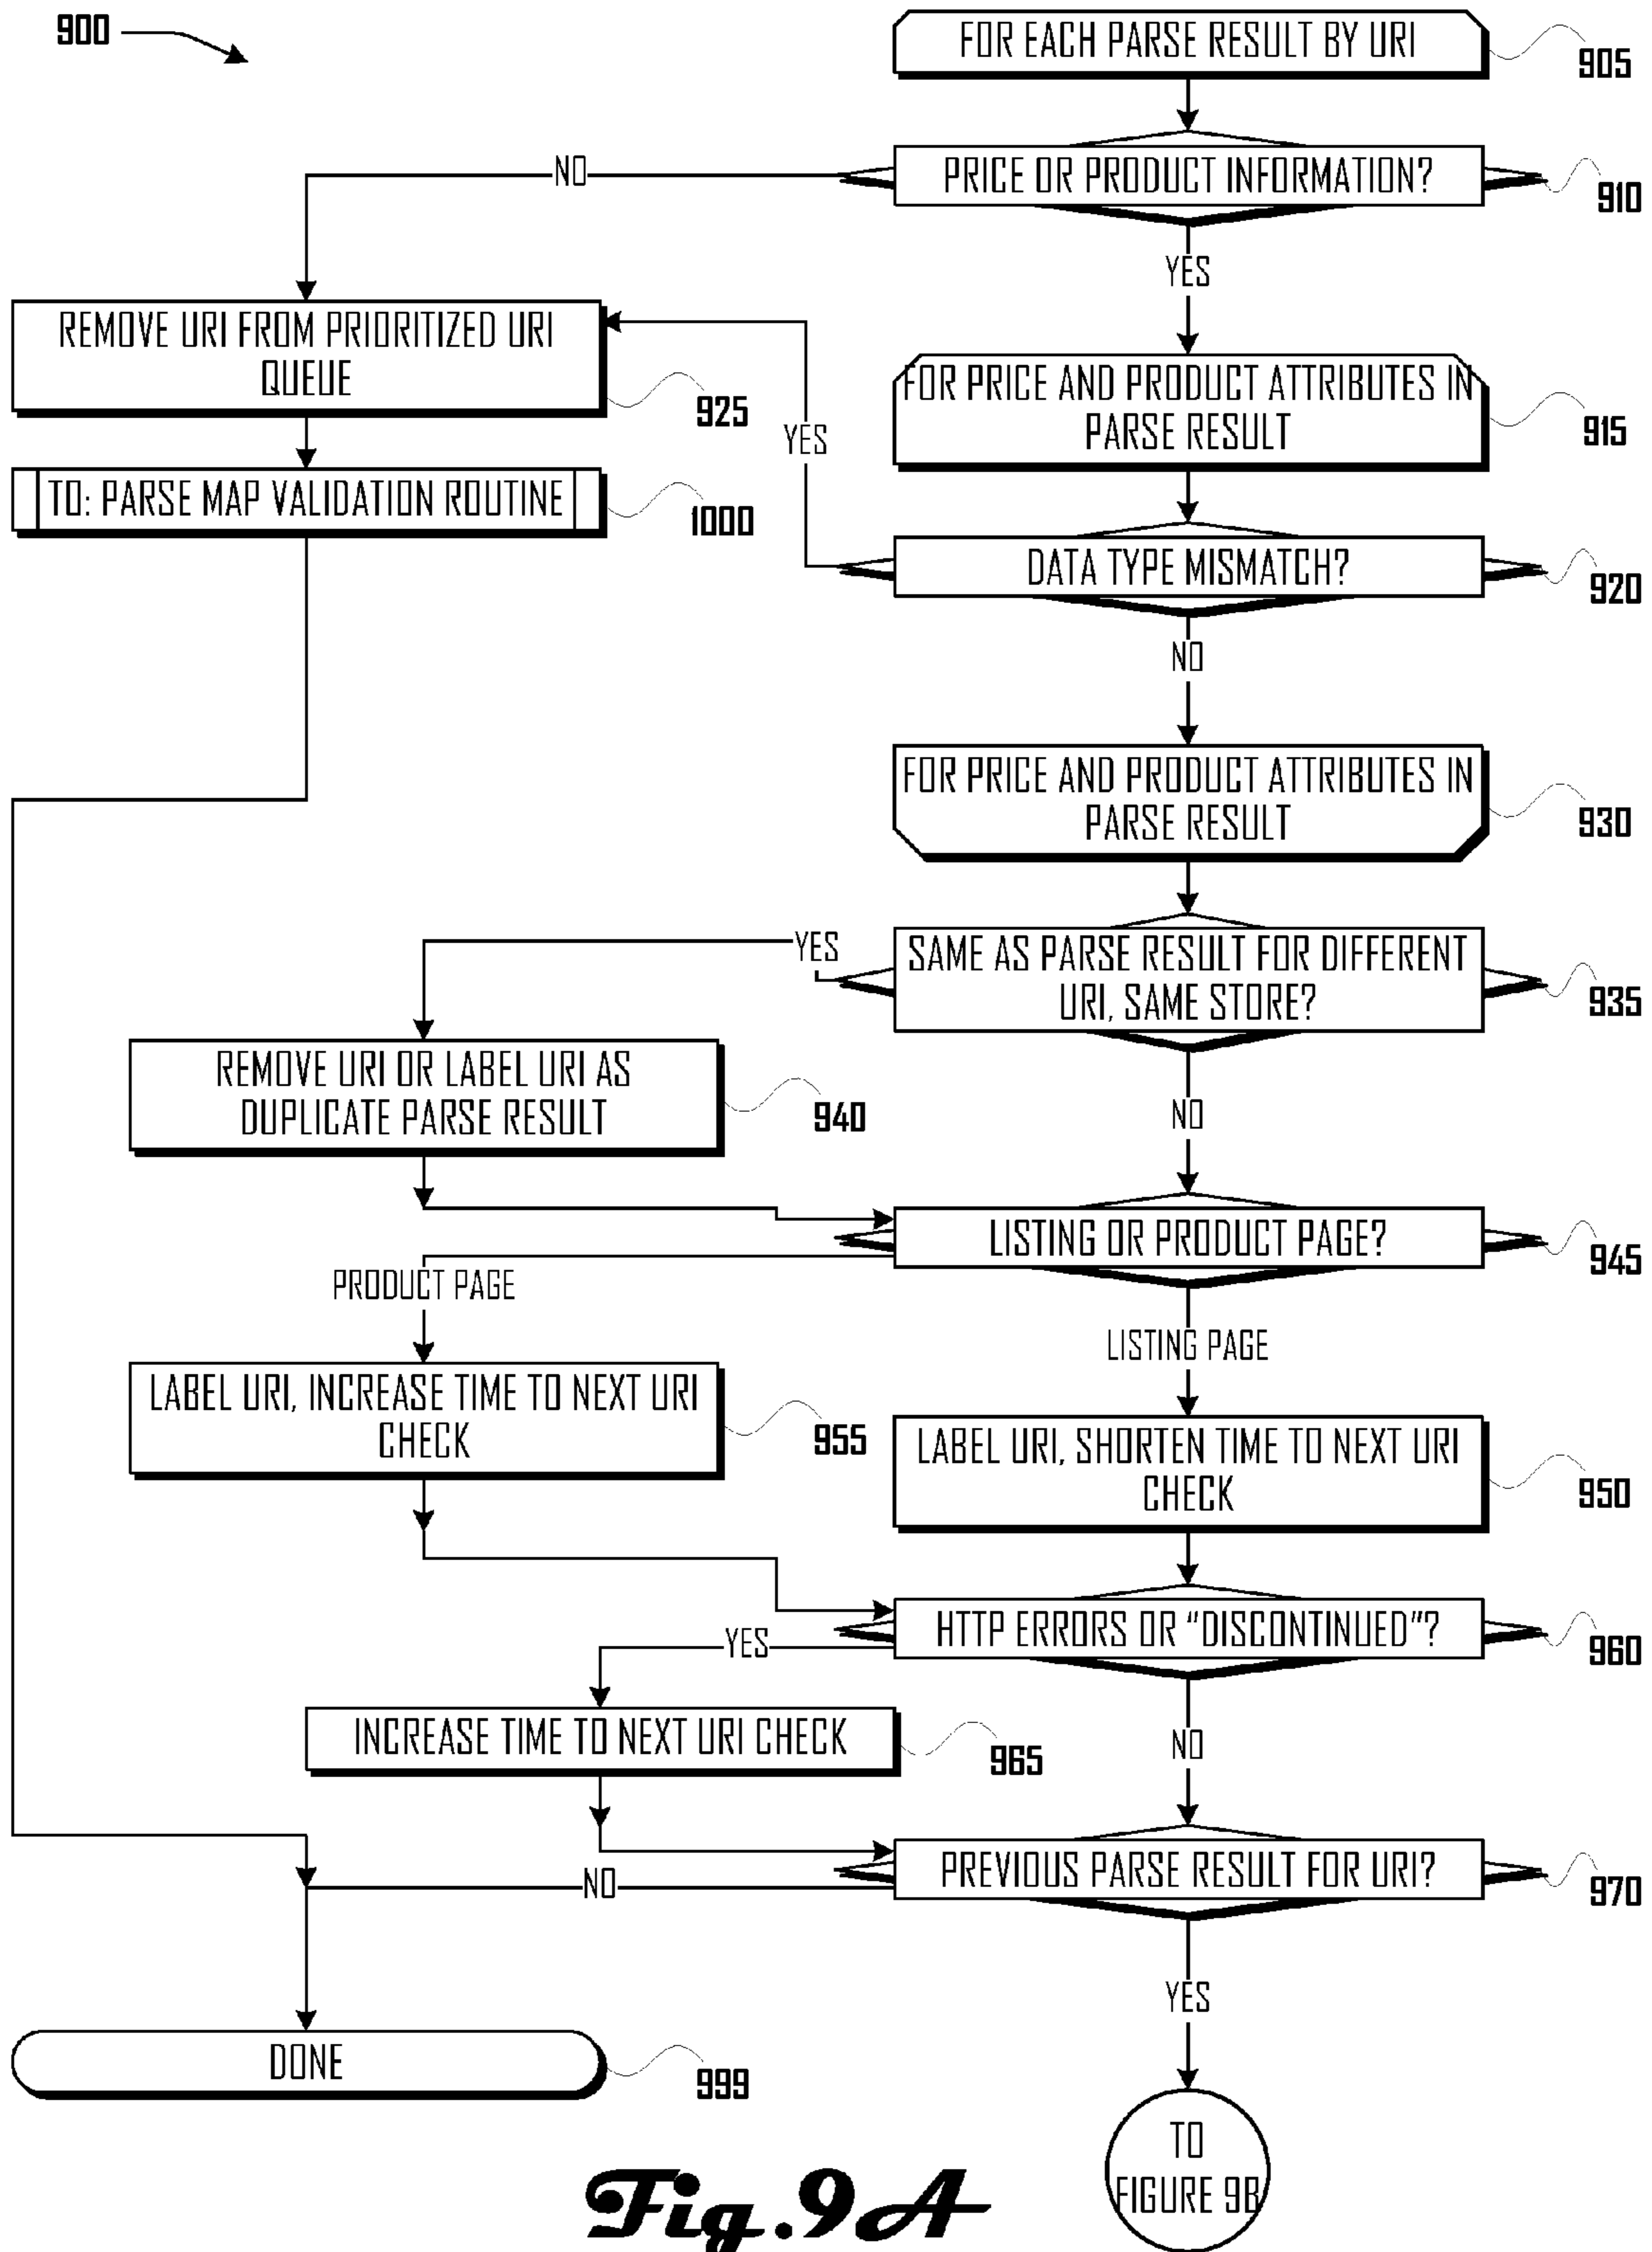 900
FOR EACH PARSE RESULT BY URI
905
PRICE OR PRODUCT INFORMATION?
910
NO
YES
REMOVE URI FROM PRIORITIZED URI
QUEUE
925
YES
FOR PRICE AND PRODUCT ATTRIBUTES IN
PARSE RESULT
915
TO: PARSE MAP VALIDATION ROUTINE
1000
DATA TYPE MISMATCH?
920
NO
FOR PRICE AND PRODUCT ATTRIBUTES IN
PARSE RESULT
930
YES
SAME AS PARSE RESULT FOR DIFFERENT
URI, SAME STORE?
935
REMOVE URI OR LABEL URI AS
DUPLICATE PARSE RESULT
940
NO
LISTING OR PRODUCT PAGE?
945
PRODUCT PAGE
LISTING PAGE
LABEL URI, INCREASE TIME TO NEXT URI
CHECK
955
LABEL URI, SHORTEN TIME TO NEXT URI
CHECK
950
HTTP ERRORS OR "DISCONTINUED"?
960
YES
INCREASE TIME TO NEXT URI CHECK
965
NO
PREVIOUS PARSE RESULT FOR URI?
970
NO
YES
DONE
999
TO
FIGURE 9B
Fig.9A